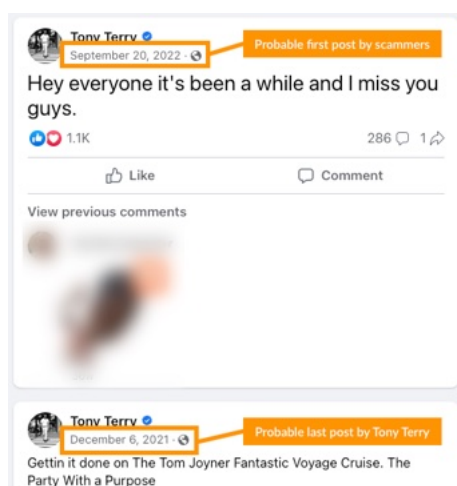 Tony Terry
September 20, 2022 ·
Probable first post by scammers
Hey everyone it's been a while and I miss you
guys.
1.1K
286
1
Like
Comment
View previous comments
Tony Terry
December 6, 2021 ·
Probable last post by Tony Terry
Gettin it done on The Tom Joyner Fantastic Voyage Cruise. The
Party With a Purpose